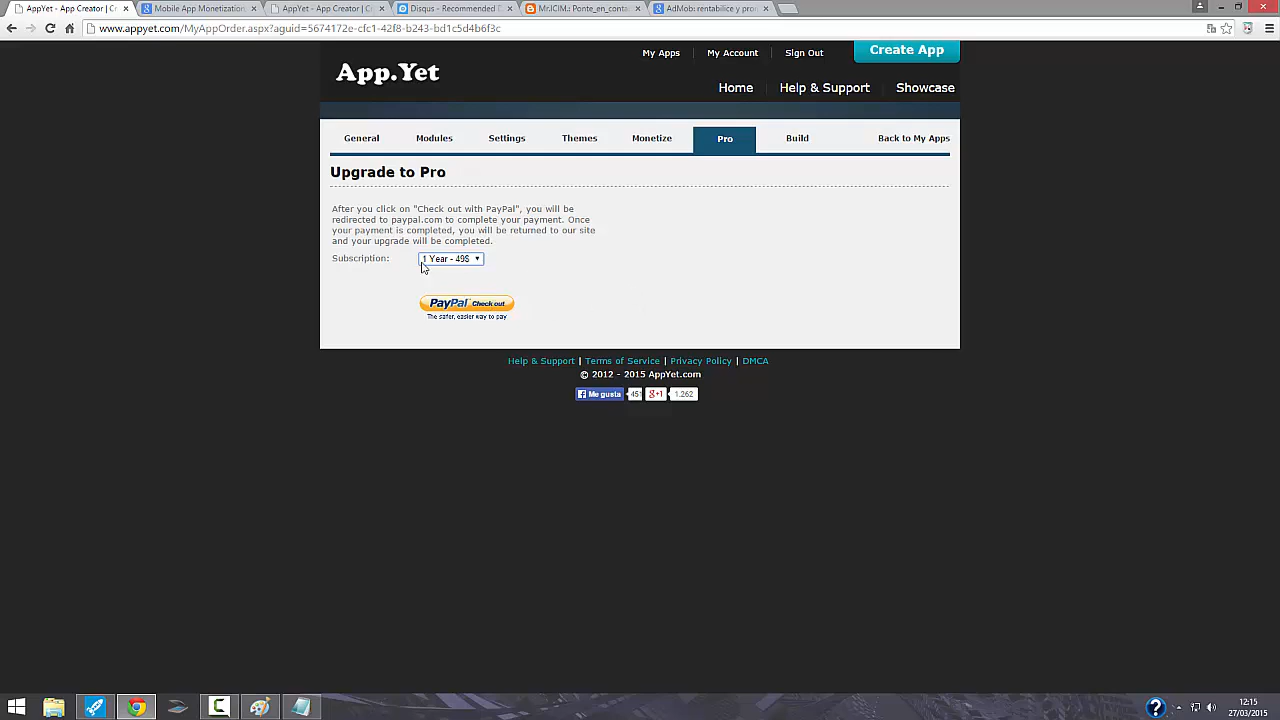 AppYet - App Creator | Cr
Mobile App Monetization
AppYet - App Creator | Cr
Disqus - Recommended
Mr.JCIM.: Ponte_en_conta
AdMob: rentabilice y pro
www.appyet.com/MyAppOrder.aspx?aguid=5674172e-cfc1-42f8-b243-bd1c5d4b6f3c
My Apps
My Account
Sign Out
Create App
App.Yet
Home
Help & Support
Showcase
General
Modules
Settings
Themes
Monetize
Pro
Build
Back to My Apps
Upgrade to Pro
After you click on "Check out with PayPal", you will be
redirected to paypal.com to complete your payment. Once
your payment is completed, you will be returned to our site
and your upgrade will be completed.
Subscription:
1 Year - 49$
PayPal Check out
The safer, easier way to pay
Help & Support | Terms of Service | Privacy Policy | DMCA
© 2012 - 2015 AppYet.com
Me gusta
451
g+1
1.262
12:15
27/03/2015